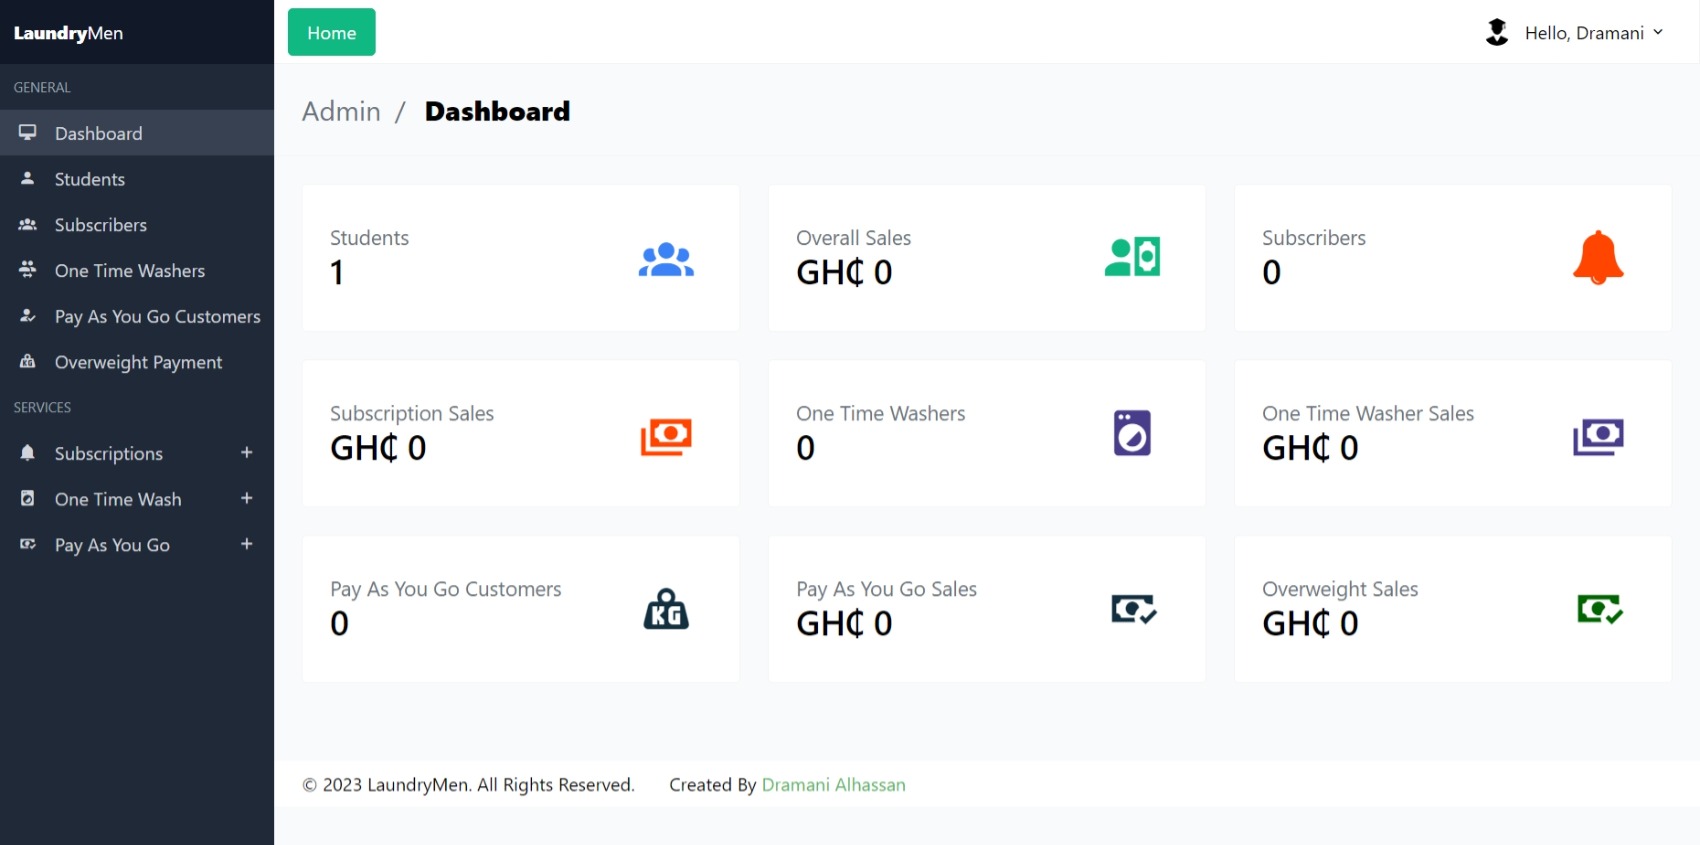 LaundryMen
GENERAL
Dashboard
Students
Subscribers
One Time Washers
Pay As You Go Customers
Overweight Payment
SERVICES
Subscriptions +
One Time Wash +
Pay As You Go +
Home
Hello, Dramani
Admin / Dashboard
Students
1
Overall Sales
GH₵ 0
Subscribers
0
Subscription Sales
GH₵ 0
One Time Washers
0
One Time Washer Sales
GH₵ 0
Pay As You Go Customers
0
KG
Pay As You Go Sales
GH₵ 0
Overweight Sales
GH₵ 0
© 2023 LaundryMen. All Rights Reserved. Created By Dramani Alhassan